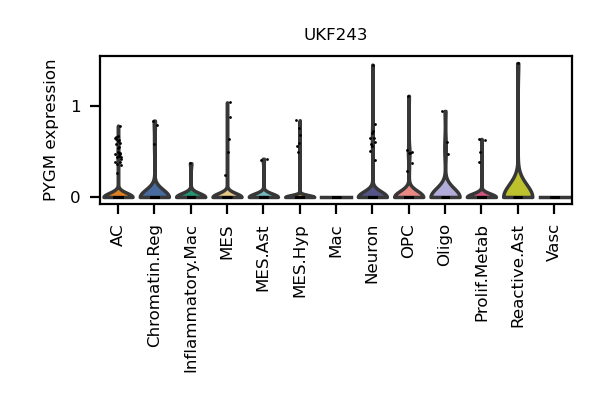 UKF243
PYGM expression
1
0
AC
Chromatin.Reg
Inflammatory.Mac
MES
MES.Ast
MES.Hyp
Mac
Neuron
OPC
Oligo
Prolif.Metab
Reactive.Ast
Vasc